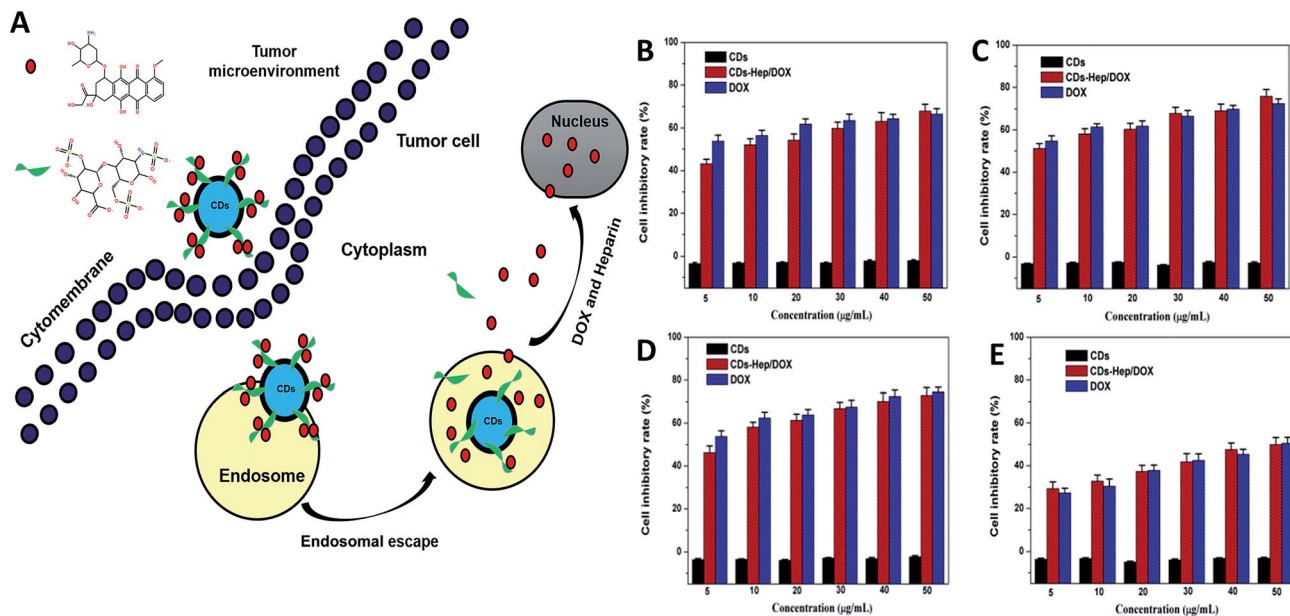 A
Tumor
microenvironment
Tumor cell
Nucleus
CDs
Cytoplasm
Cytomembrane
DOX and Heparin
CDs
CDs
Endosome
Endosomal escape
B
CDs
CDs-Hep/DOX
DOX
Cell inhibitory rate (%)
100
80
60
40
20
0
5 10 20 30 40 50
Concentration (µg/mL)
C
CDs
CDs-Hep/DOX
DOX
Cell inhibitory rate (%)
100
80
60
40
20
0
5 10 20 30 40 50
Concentration (µg/mL)
D
CDs
CDs-Hep/DOX
DOX
Cell inhibitory rate (%)
100
80
60
40
20
0
5 10 20 30 40 50
Concentration (µg/mL)
E
CDs
CDs-Hep/DOX
DOX
Cell inhibitory rate (%)
100
80
60
40
20
0
5 10 20 30 40 50
Concentration (µg/mL)